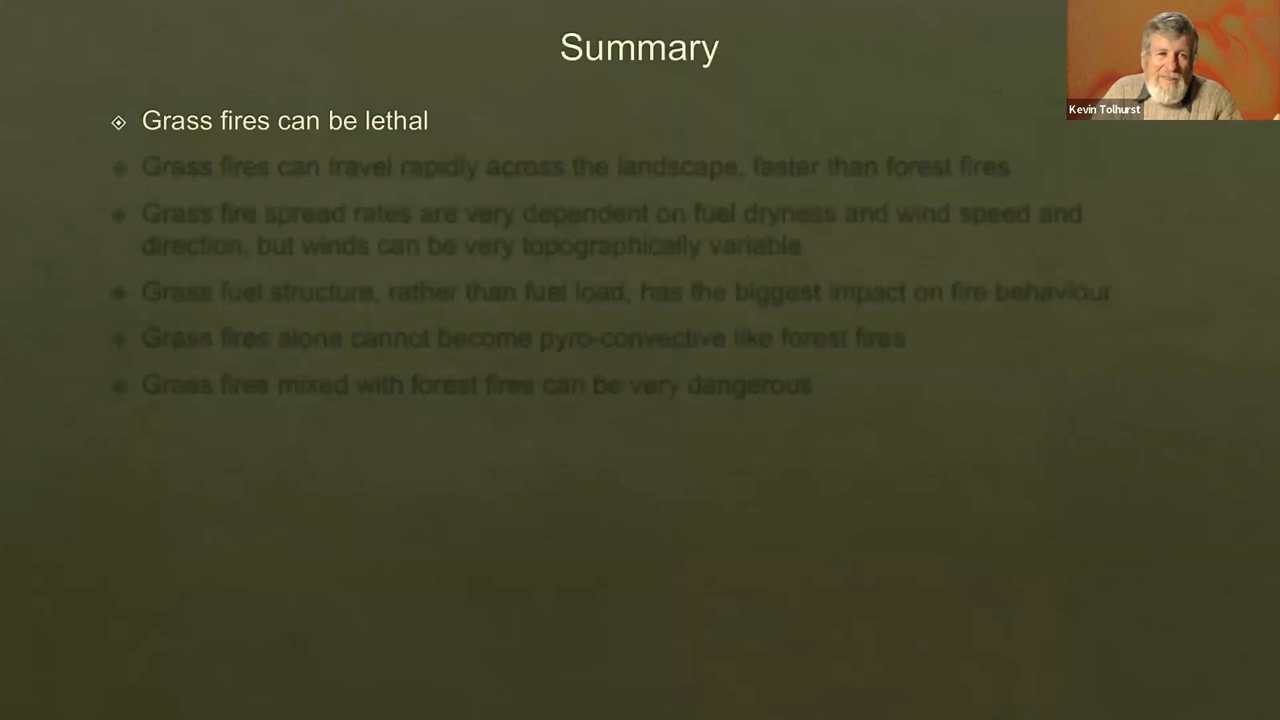 Summary
Kevin Tolhurst
Grass fires can be lethal
Grass fires can travel rapidly across the landscape, faster than forest fires
Grass fire spread rates are very dependent on fuel dryness and wind speed and
direction, but winds can be very topographically variable
Grass fuel structure, rather than fuel load, has the biggest impact on fire behaviour
Grass fires alone cannot become pyro-convective like forest fires
Grass fires mixed with forest fires can be very dangerous